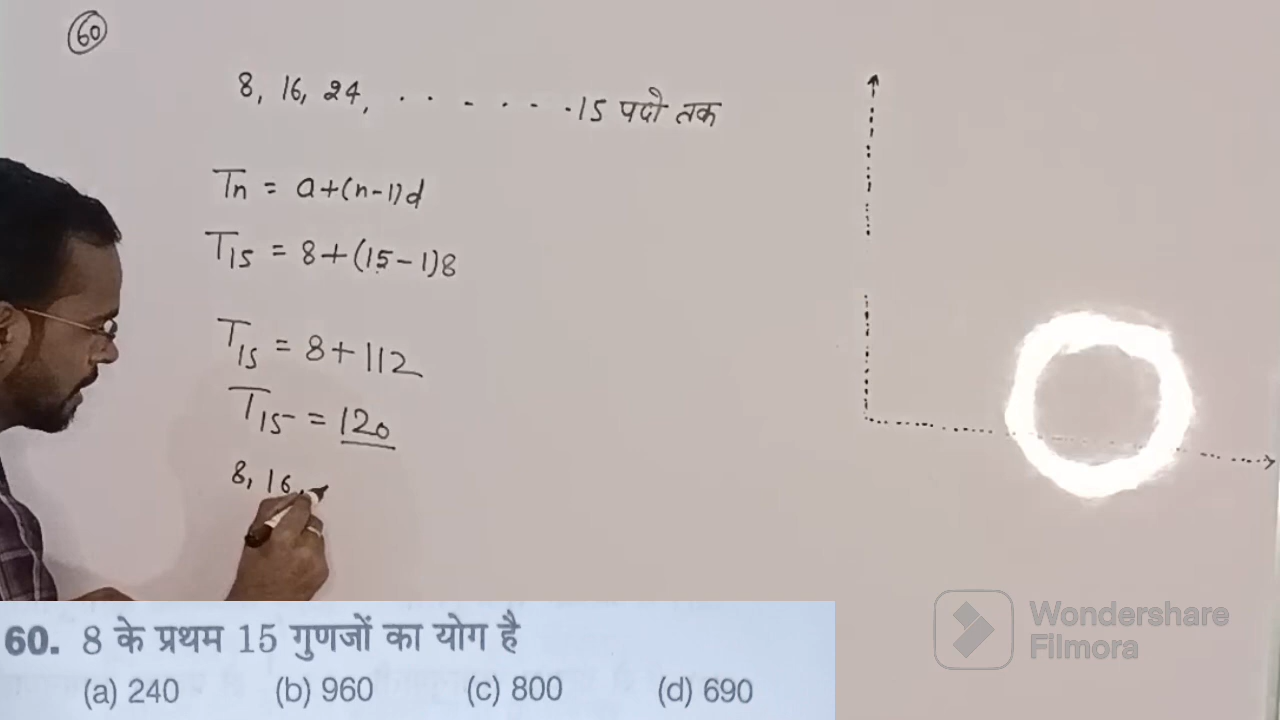 60
8, 16, 24, . . - . . - . 15 पदो तक
Tn = a+(n-1)d
T15 = 8+(15-1)8
T15 = 8+112
T15 = 120
8, 16,
60. 8 के प्रथम 15 गुणजों का योग है
(a) 240 (b) 960 (c) 800 (d) 690
Wondershare
Filmora